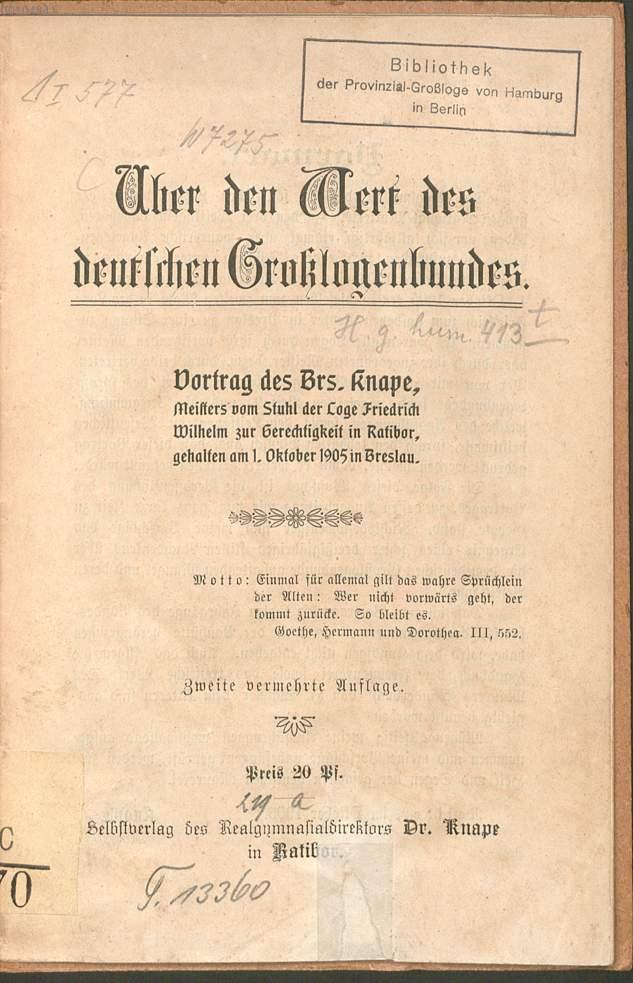 Bibliothek
der Provinzial-Großloge von Hamburg
in Berlin
Δ I 577
W7275
Über den Wert des
deutschen Großlogenbundes.
H g. hum. 413 t
Vortrag des Brs. Knape,
Meisters vom Stuhl der Loge Friedrich
Wilhelm zur Gerechtigkeit in Ratibor,
gehalten am 1. Oktober 1905 in Breslau.
Motto: Einmal für allemal gilt das wahre Sprüchlein
der Alten: Wer nicht vorwärts geht, der
kommt zurücke. So bleibt es.
Goethe, Hermann und Dorothea. III, 552.
Zweite vermehrte Auflage.
Preis 20 Pf.
Selbstverlag des Realgymnasialdirektors Dr. Knape
in Ratibor.
C
70
T. 13360